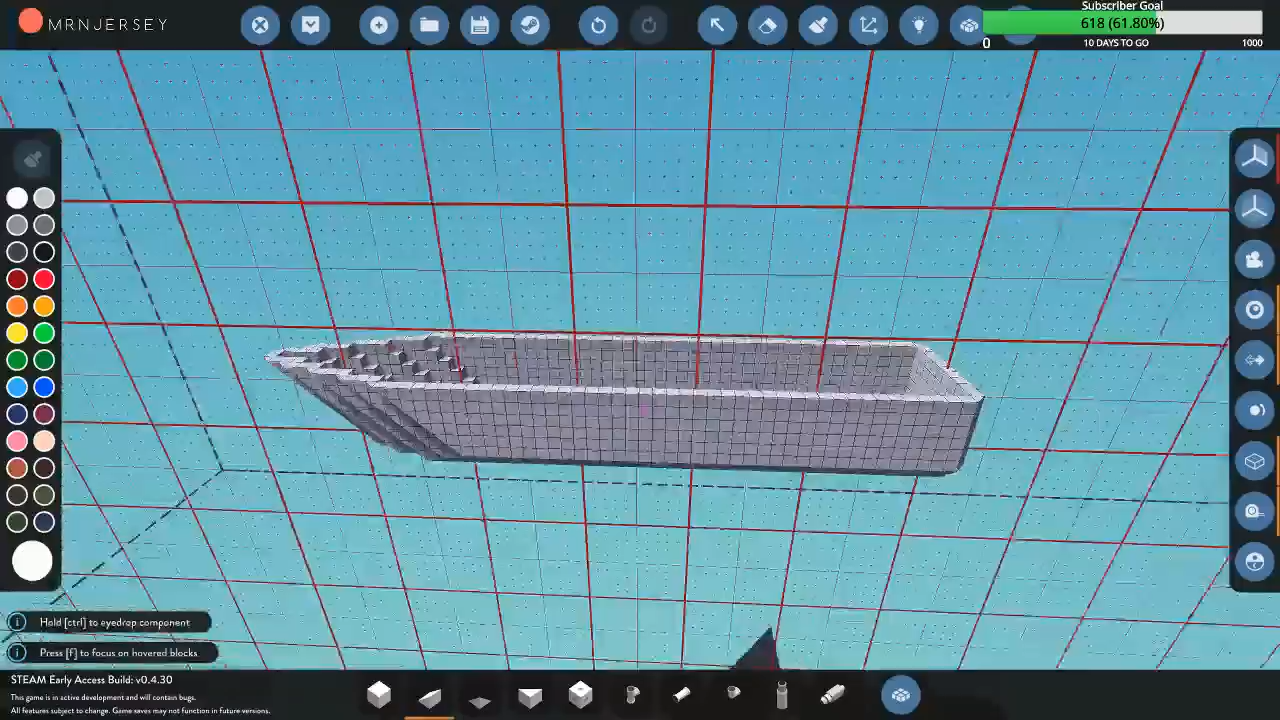 MRNJERSEY
Subscriber Goal
618 (61.80%)
0
10 DAYS TO GO
1000
Hold [ctrl] to eyedrop component
Press [f] to focus on hovered blocks
STEAM Early Access Build: v0.4.30
This game is in active development and will contain bugs.
All features subject to change. Game saves may not function in future versions.